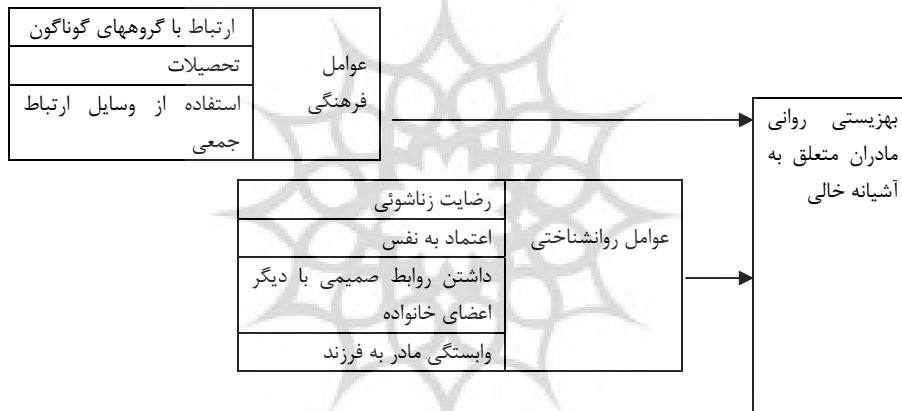 ارتباط با گروههای گوناگون
تحصیلات
استفاده از وسایل ارتباط
جمعی
عوامل
فرهنگی
بهزیستی روانی
مادران متعلق به
آشیانه خالی
رضایت زناشوئی
اعتماد به نفس
داشتن روابط صمیمی با دیگر
اعضای خانواده
وابستگی مادر به فرزند
عوامل روانشناختی